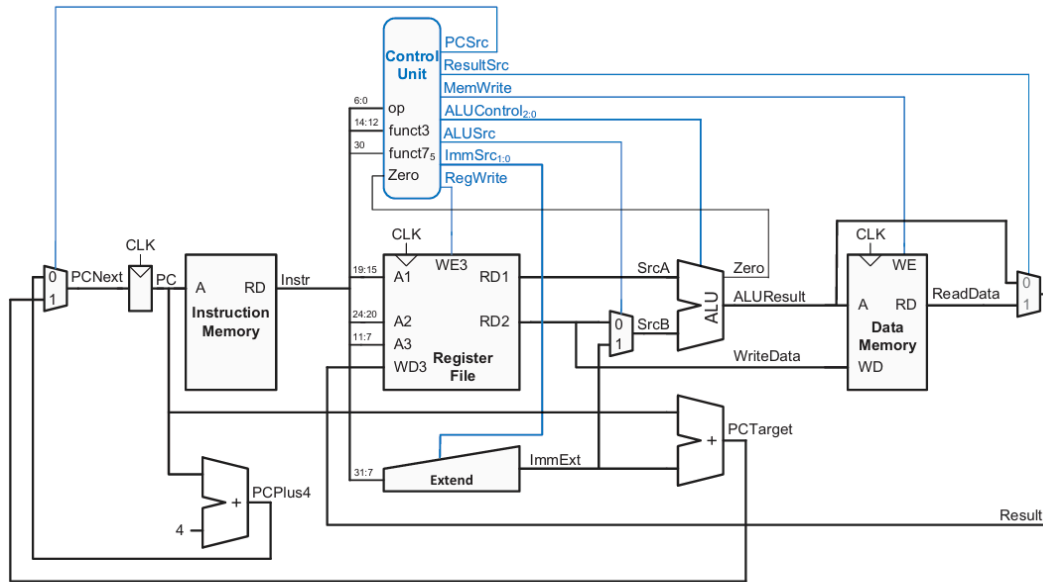 PCSrc
Control
Unit
ResultSrc
MemWrite
6:0
op
ALUControl2:0
14:12
funct3
ALUSrc
30
funct75
ImmSrc1:0
Zero
RegWrite
CLK
CLK
CLK
0
PCNext
PC
1
A
RD
Instr
Instruction
Memory
19:15
A1
WE3
RD1
SrcA
Zero
WE
0
24:20
A2
RD2
0
SrcB
1
ALU
ALUResult
A
RD
ReadData
1
11:7
A3
Register
File
WD3
WriteData
Data
Memory
WD
+
PCTarget
31:7
Extend
ImmExt
+
PCPlus4
4
Result